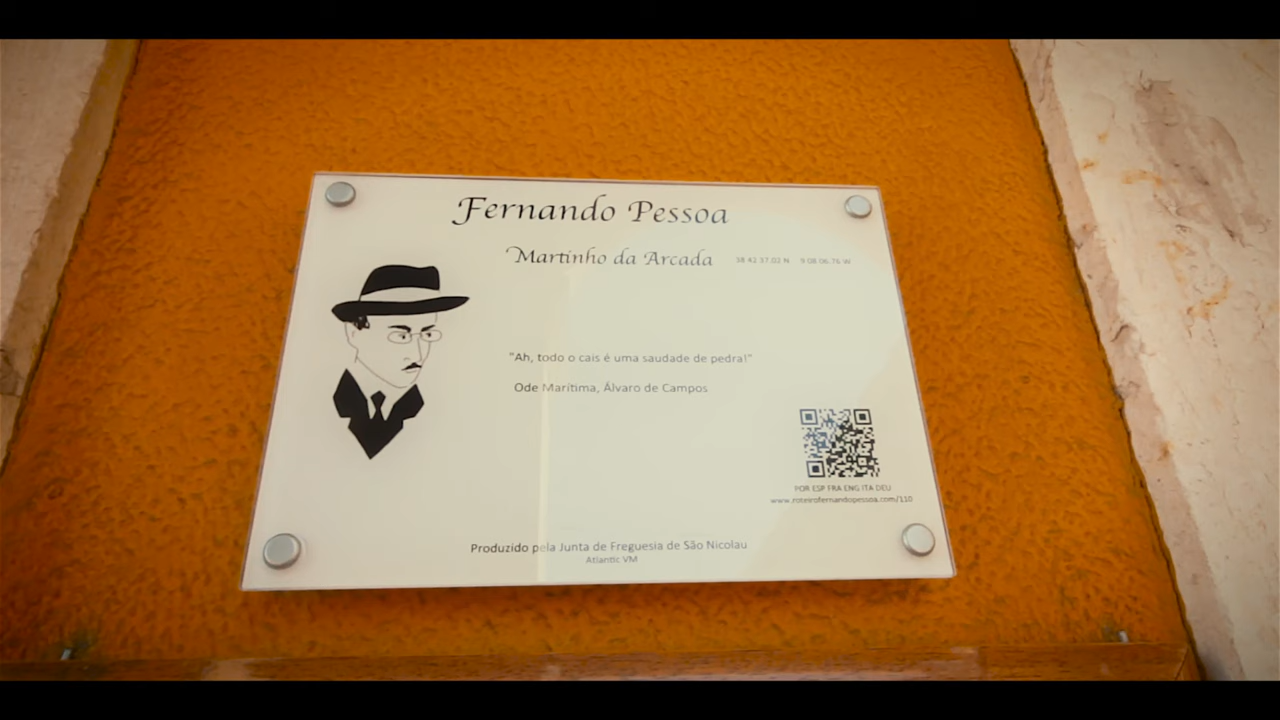 Fernando Pessoa
Martinho da Arcada 38 42 37.02 N 9 08 06.76 W
"Ah, todo o cais é uma saudade de pedra!"
Ode Marítima, Álvaro de Campos
POR ESP FRA ENG ITA DEU
www.roteirofernandopessoa.com/110
Produzido pela Junta de Freguesia de São Nicolau
Atlantic VM